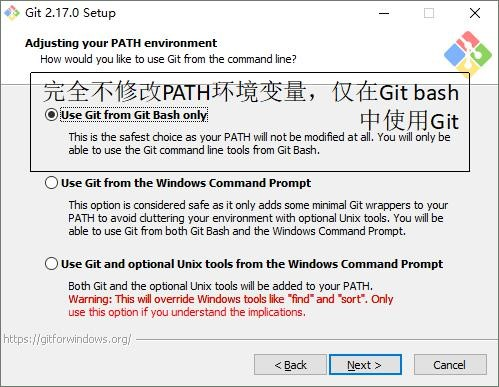 Git 2.17.0 Setup
Adjusting your PATH environment
How would you like to use Git from the command line?
完全不修改PATH环境变量，仅在Git bash
中使用Git
Use Git from Git Bash only
This is the safest choice as your PATH will not be modified at all. You will only
be able to use the Git command line tools from Git Bash.
Use Git from the Windows Command Prompt
This option is considered safe as it only adds some minimal Git wrappers to your
PATH to avoid cluttering your environment with optional Unix tools. You will be
able to use Git from both Git Bash and the Windows Command Prompt.
Use Git and optional Unix tools from the Windows Command Prompt
Both Git and the optional Unix tools will be added to your PATH.
Warning: This will override Windows tools like "find" and "sort". Only
use this option if you understand the implications.
https://gitforwindows.org/
< Back
Next >
Cancel